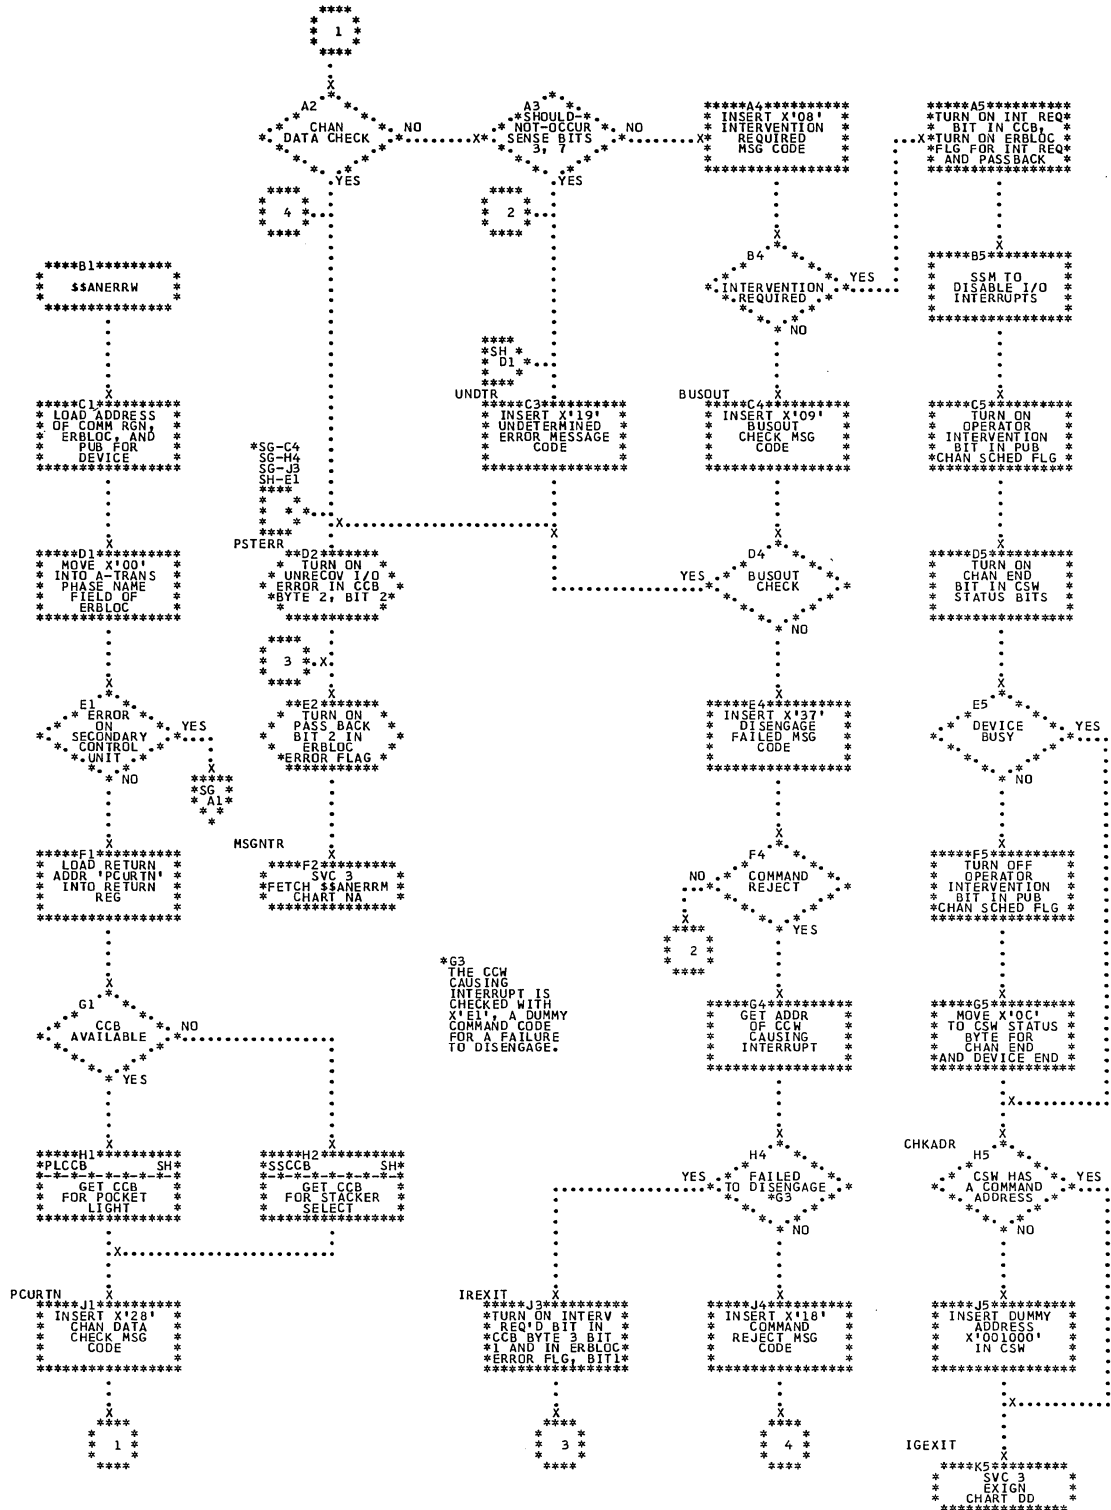 1
A2
CHAN
DATA CHECK
NO
YES
4
A3
SHOULD-
NOT-OCCUR
SENSE BITS
3, 7
NO
YES
2
A4
INSERT X'08'
INTERVENTION
REQUIRED
MSG CODE
A5
TURN ON INT REQ
BIT IN CCB,
TURN ON ERBLOC
FLG FOR INT REQ
AND PASSBACK
B1
$$ANERRW
B4
INTERVENTION
REQUIRED
YES
NO
B5
SSM TO
DISABLE I/O
INTERRUPTS
SH
D1
UNDTR
C1
LOAD ADDRESS
OF COMM RGN,
ERBLOC, AND
PUB FOR
DEVICE
*SG-C4
SG-H4
SG-J3
SH-E1
C3
INSERT X'19'
UNDETERMINED
ERROR MESSAGE
CODE
BUSOUT
C4
INSERT X'09'
BUSOUT
CHECK MSG
CODE
C5
TURN ON
OPERATOR
INTERVENTION
BIT IN PUB
CHAN SCHED FLG
D1
MOVE X'00'
INTO A-TRANS
PHASE NAME
FIELD OF
ERBLOC
PSTERR
D2
TURN ON
UNRECOV I/O
ERROR IN CCB
BYTE 2, BIT 2
D4
BUSOUT
CHECK
YES
NO
D5
TURN ON
CHAN END
BIT IN CSW
STATUS BITS
3
E1
ERROR
ON
SECONDARY
CONTROL
UNIT
YES
NO
SG
A1
E2
TURN ON
PASS BACK
BIT 2 IN
ERBLOC
ERROR FLAG
E4
INSERT X'37'
DISENGAGE
FAILED MSG
CODE
E5
DEVICE
BUSY
YES
NO
F1
LOAD RETURN
ADDR 'PCURTN'
INTO RETURN
REG
MSGNTR
F2
SVC 3
FETCH $$ANERRM
CHART NA
F4
COMMAND
REJECT
NO
YES
2
F5
TURN OFF
OPERATOR
INTERVENTION
BIT IN PUB
CHAN SCHED FLG
G1
CCB
AVAILABLE
NO
YES
*G3
THE CCW
CAUSING
INTERRUPT IS
CHECKED WITH
X'E1', A DUMMY
COMMAND CODE
FOR A FAILURE
TO DISENGAGE.
G4
GET ADDR
OF CCW
CAUSING
INTERRUPT
G5
MOVE X'0C'
TO CSW STATUS
BYTE FOR
CHAN END
AND DEVICE END
H1
PLCCB SH
GET CCB
FOR POCKET
LIGHT
H2
SSCCB SH
GET CCB
FOR STACKER
SELECT
H4
FAILED
TO DISENGAGE
*G3
YES
NO
CHKADR
H5
CSW HAS
A COMMAND
ADDRESS
YES
NO
PCURTN
J1
INSERT X'28'
CHAN DATA
CHECK MSG
CODE
IREXIT
J3
TURN ON INTERV
REQ'D BIT IN
CCB BYTE 3 BIT
1 AND IN ERBLOC
ERROR FLG, BIT1
J4
INSERT X'18'
COMMAND
REJECT MSG
CODE
J5
INSERT DUMMY
ADDRESS
X'001000'
IN CSW
1
3
4
IGEXIT
K5
SVC 3
EXIGN
CHART DD